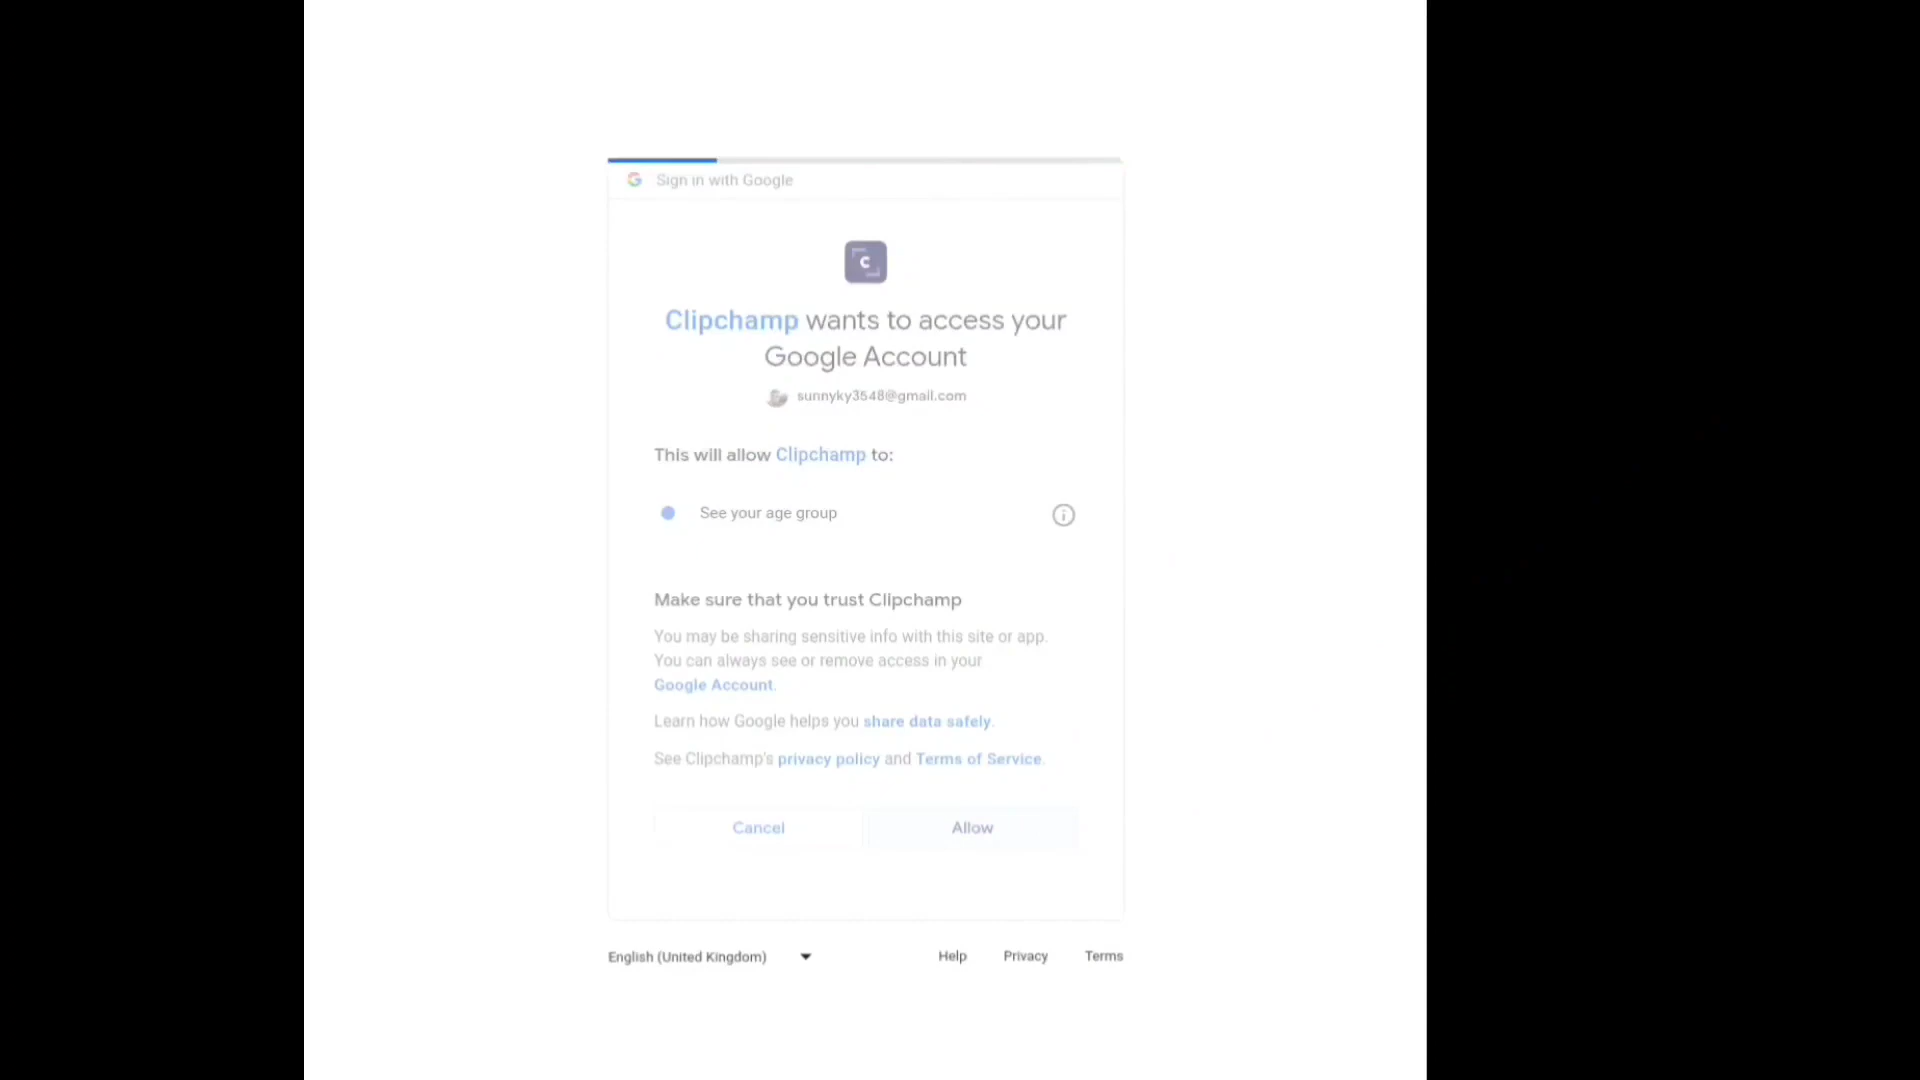 Sign in with Google
C
Clipchamp wants to access your
Google Account
sunnyky3548@gmail.com
This will allow Clipchamp to:
See your age group
Make sure that you trust Clipchamp
You may be sharing sensitive info with this site or app.
You can always see or remove access in your
Google Account.
Learn how Google helps you share data safely.
See Clipchamp's privacy policy and Terms of Service.
Cancel Allow
English (United Kingdom) Help Privacy Terms